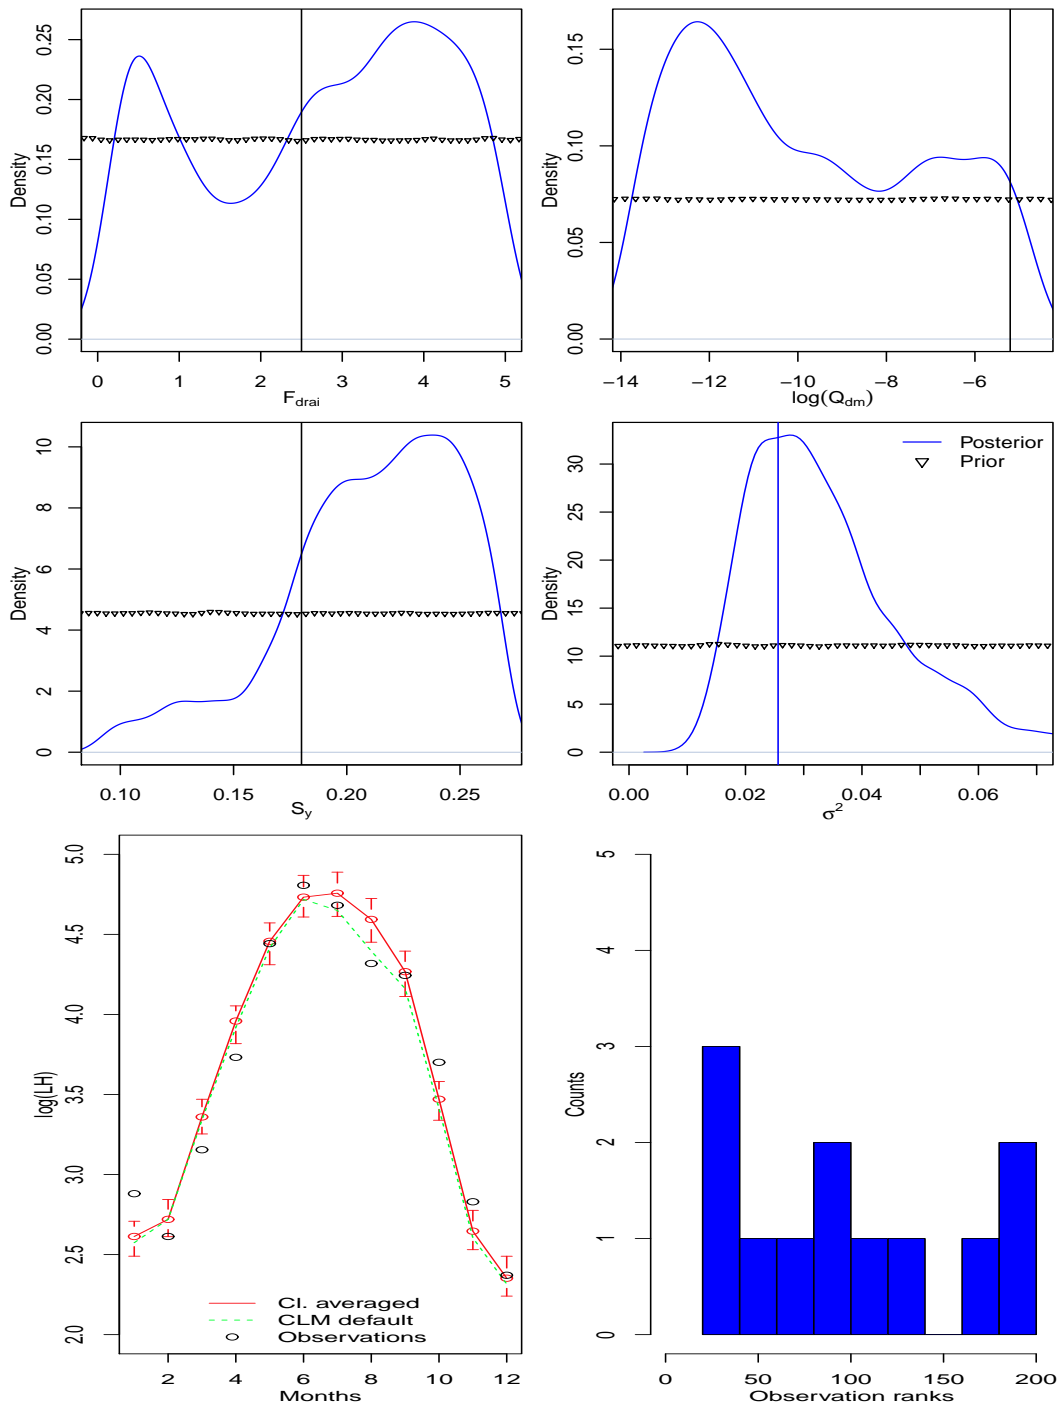 Density
0.00 0.05 0.10 0.15 0.20 0.25
0 1 2 3 4 5
F_drai
Density
0.00 0.05 0.10 0.15
−14 −12 −10 −8 −6
log(Q_dm)
Density
0 2 4 6 8 10
0.10 0.15 0.20 0.25
S_y
Density
0 5 10 15 20 25 30
0.00 0.02 0.04 0.06
σ²
Posterior
Prior
log(LH)
2.0 2.5 3.0 3.5 4.0 4.5 5.0
2 4 6 8 10 12
Months
CI. averaged
CLM default
Observations
Counts
0 1 2 3 4 5
0 50 100 150 200
Observation ranks